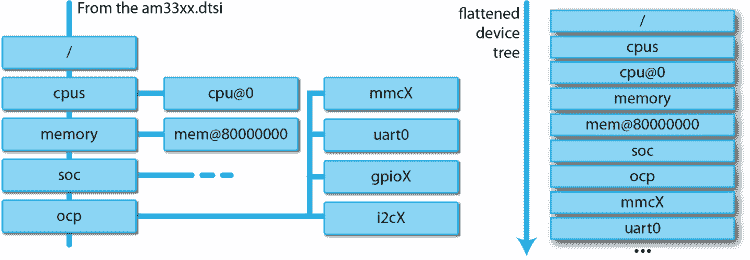 From the am33xx.dtsi
/
cpus
cpu@0
mmcX
memory
mem@80000000
uart0
soc
gpioX
ocp
i2cX
flattened
device
tree
/
cpus
cpu@0
memory
mem@80000000
soc
ocp
mmcX
uart0
...